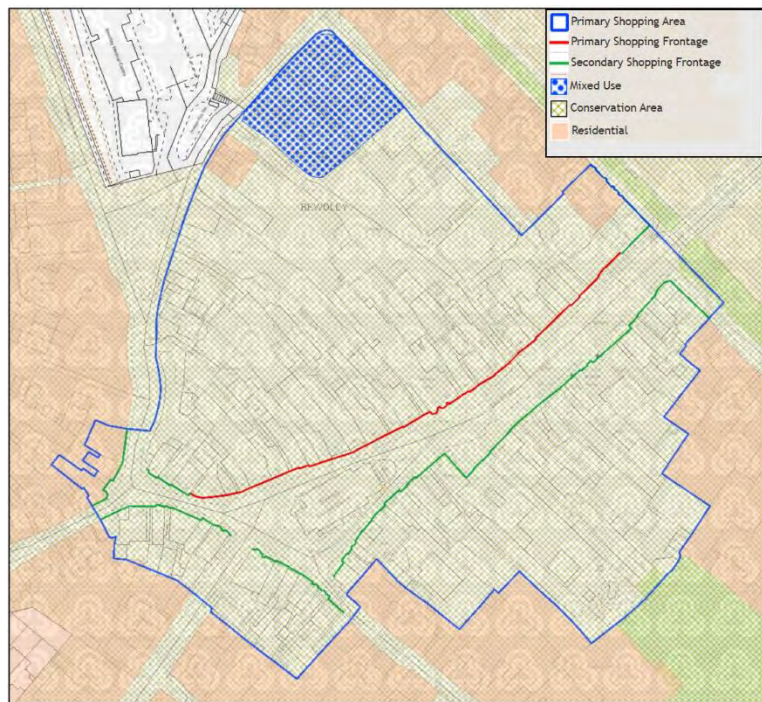 Primary Shopping Area
Primary Shopping Frontage
Secondary Shopping Frontage
Mixed Use
Conservation Area
Residential
BEWDLEY